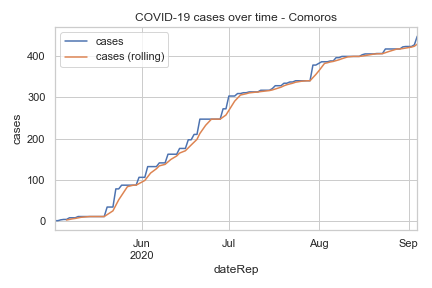 COVID-19 cases over time - Comoros
cases
cases (rolling)
cases
400
300
200
100
0
Jun
2020
Jul
Aug
Sep
dateRep